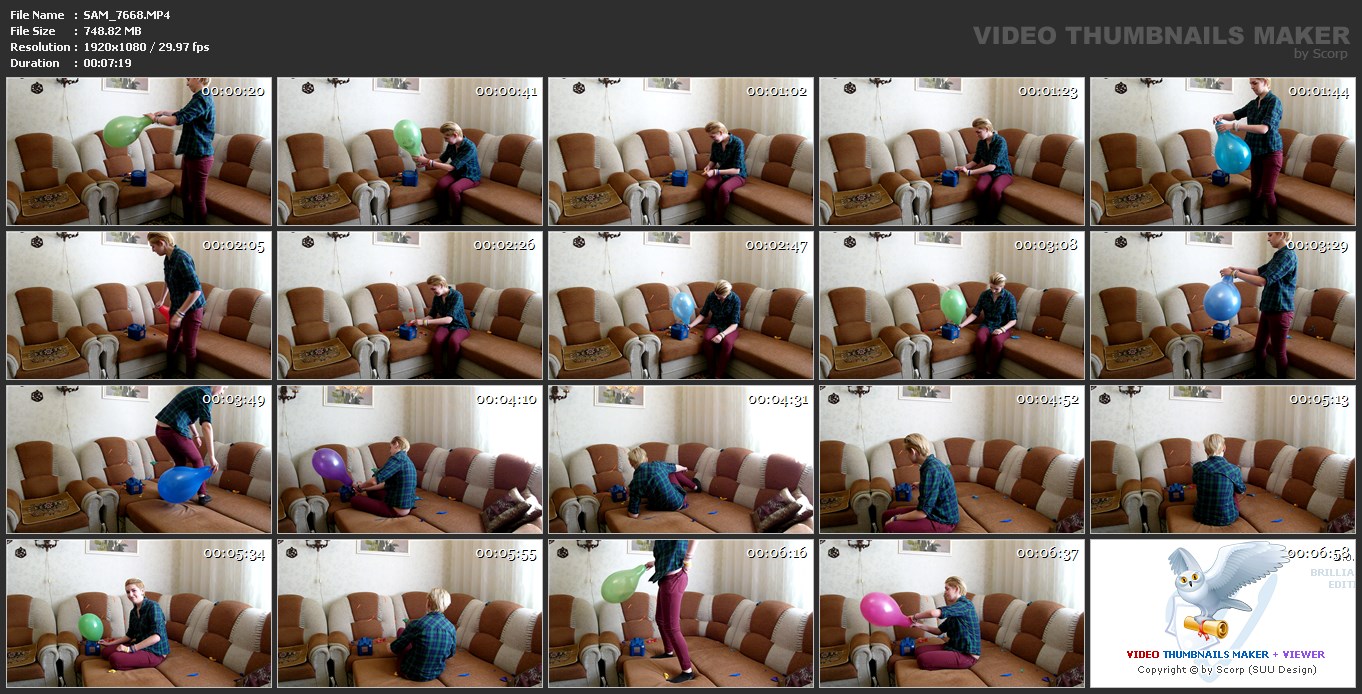 File Name : SAM_7668.MP4
File Size : 748.82 MB
Resolution : 1920x1080 / 29.97 fps
Duration : 00:07:19
VIDEO THUMBNAILS MAKER
by Scorp
00:00:20 00:00:41 00:01:02 00:01:23 00:01:44
00:02:05 00:02:26 00:02:47 00:03:08 00:03:29
00:03:49 00:04:10 00:04:31 00:04:52 00:05:13
00:05:34 00:05:55 00:06:16 00:06:37 00:06:58
BRILLIA
EDIT
VIDEO THUMBNAILS MAKER + VIEWER
Copyright © by Scorp (SUU Design)